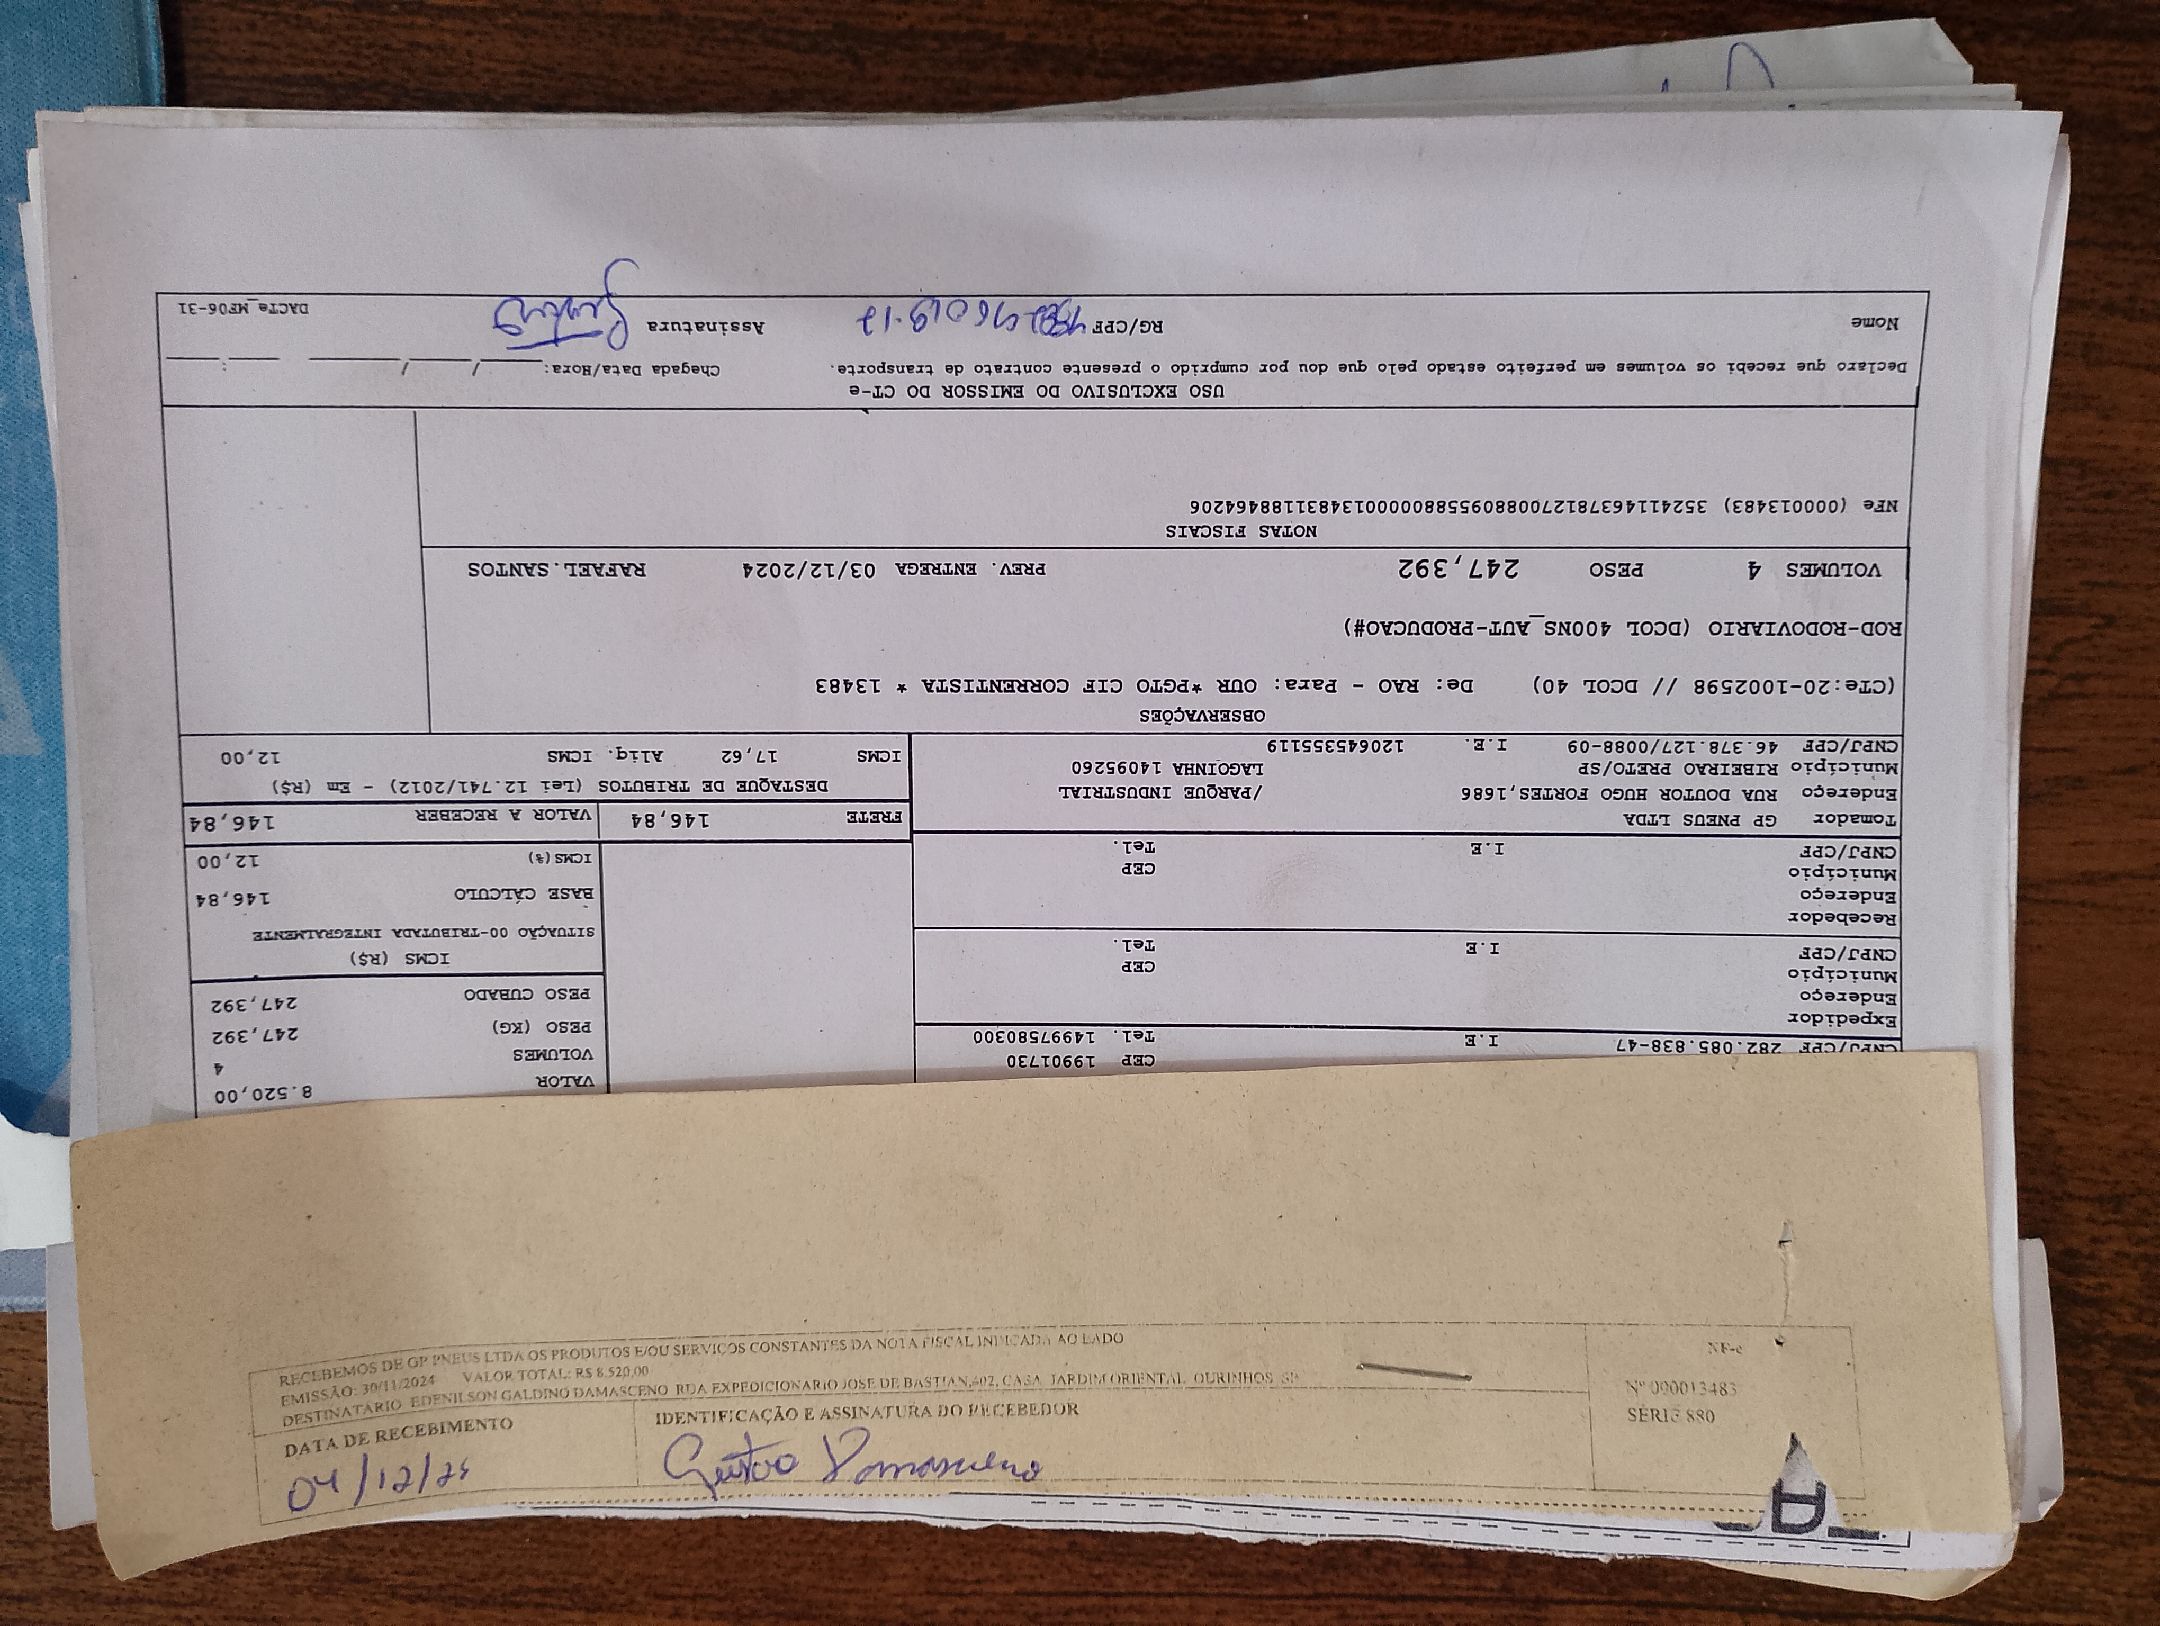 CNPJ/CPF 282.085.838-47 I.E
CEP 19901730
Tel. 14997580300
Expedidor
Endereço
Município
CNPJ/CPF I.E
CEP
Tel.
Recebedor
Endereço
Município
CNPJ/CPF I.E
CEP
Tel.
Tomador GP PNEUS LTDA
Endereço RUA DOUTOR HUGO FORTES,1686 /PARQUE INDUSTRIAL
Município RIBEIRAO PRETO/SP LAGOINHA 14095260
CNPJ/CPF 46.378.127/0088-09 I.E. 120645355119
VALOR 8.520,00
VOLUMES 4
PESO (KG) 247,392
PESO CUBADO 247,392
ICMS (R$)
SITUAÇÃO 00-TRIBUTADA INTEGRALMENTE
BASE CÁLCULO 146,84
ICMS(%) 12,00
FRETE 146,84 VALOR A RECEBER 146,84
DESTAQUE DE TRIBUTOS (Lei 12.741/2012) - Em (R$)
ICMS 17,62 Aliq. ICMS 12,00
OBSERVAÇÕES
(CTe:20-1002598 // DCOL 40) De: RAO - Para: OUR *PGTO CIF CORRENTISTA * 13483
ROD-RODOVIARIO (DCOL 400NS_AUT-PRODUCAO#)
VOLUMES 4 PESO 247,392 PREV. ENTREGA 03/12/2024 RAFAEL.SANTOS
NOTAS FISCAIS
NFe (000013483) 35241146378127008809558800000134831188464206
USO EXCLUSIVO DO EMISSOR DO CT-e
Declaro que recebi os volumes em perfeito estado pelo que dou por cumprido o presente contrato de transporte. Chegada Data/Hora: / / :
Nome RG/CPF Assinatura
DACTe_MF06-31
RECEBEMOS DE GP PNEUS LTDA OS PRODUTOS E/OU SERVIÇOS CONSTANTES DA NOTA FISCAL INDICADA AO LADO
EMISSÃO: 30/11/2024 VALOR TOTAL: R$ 8.520,00
DESTINATÁRIO EDENILSON GALDINO DAMASCENO RUA EXPEDICIONARIO JOSE DE BASTIAN,602, CASA JARDIM ORIENTAL OURINHOS SP
DATA DE RECEBIMENTO
04/12/24
IDENTIFICAÇÃO E ASSINATURA DO RECEBEDOR
Gustavo Damasceno
NF-e
Nº 000013483
SÉRIE 880